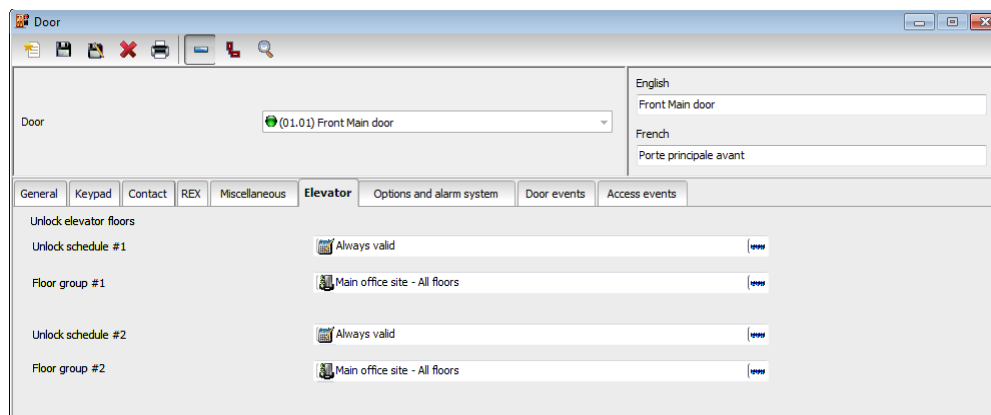 Door
English
Front Main door
Door (01.01) Front Main door
French
Porte principale avant
General Keypad Contact REX Miscellaneous Elevator Options and alarm system Door events Access events
Unlock elevator floors
Unlock schedule #1 Always valid
Floor group #1 Main office site - All floors
Unlock schedule #2 Always valid
Floor group #2 Main office site - All floors